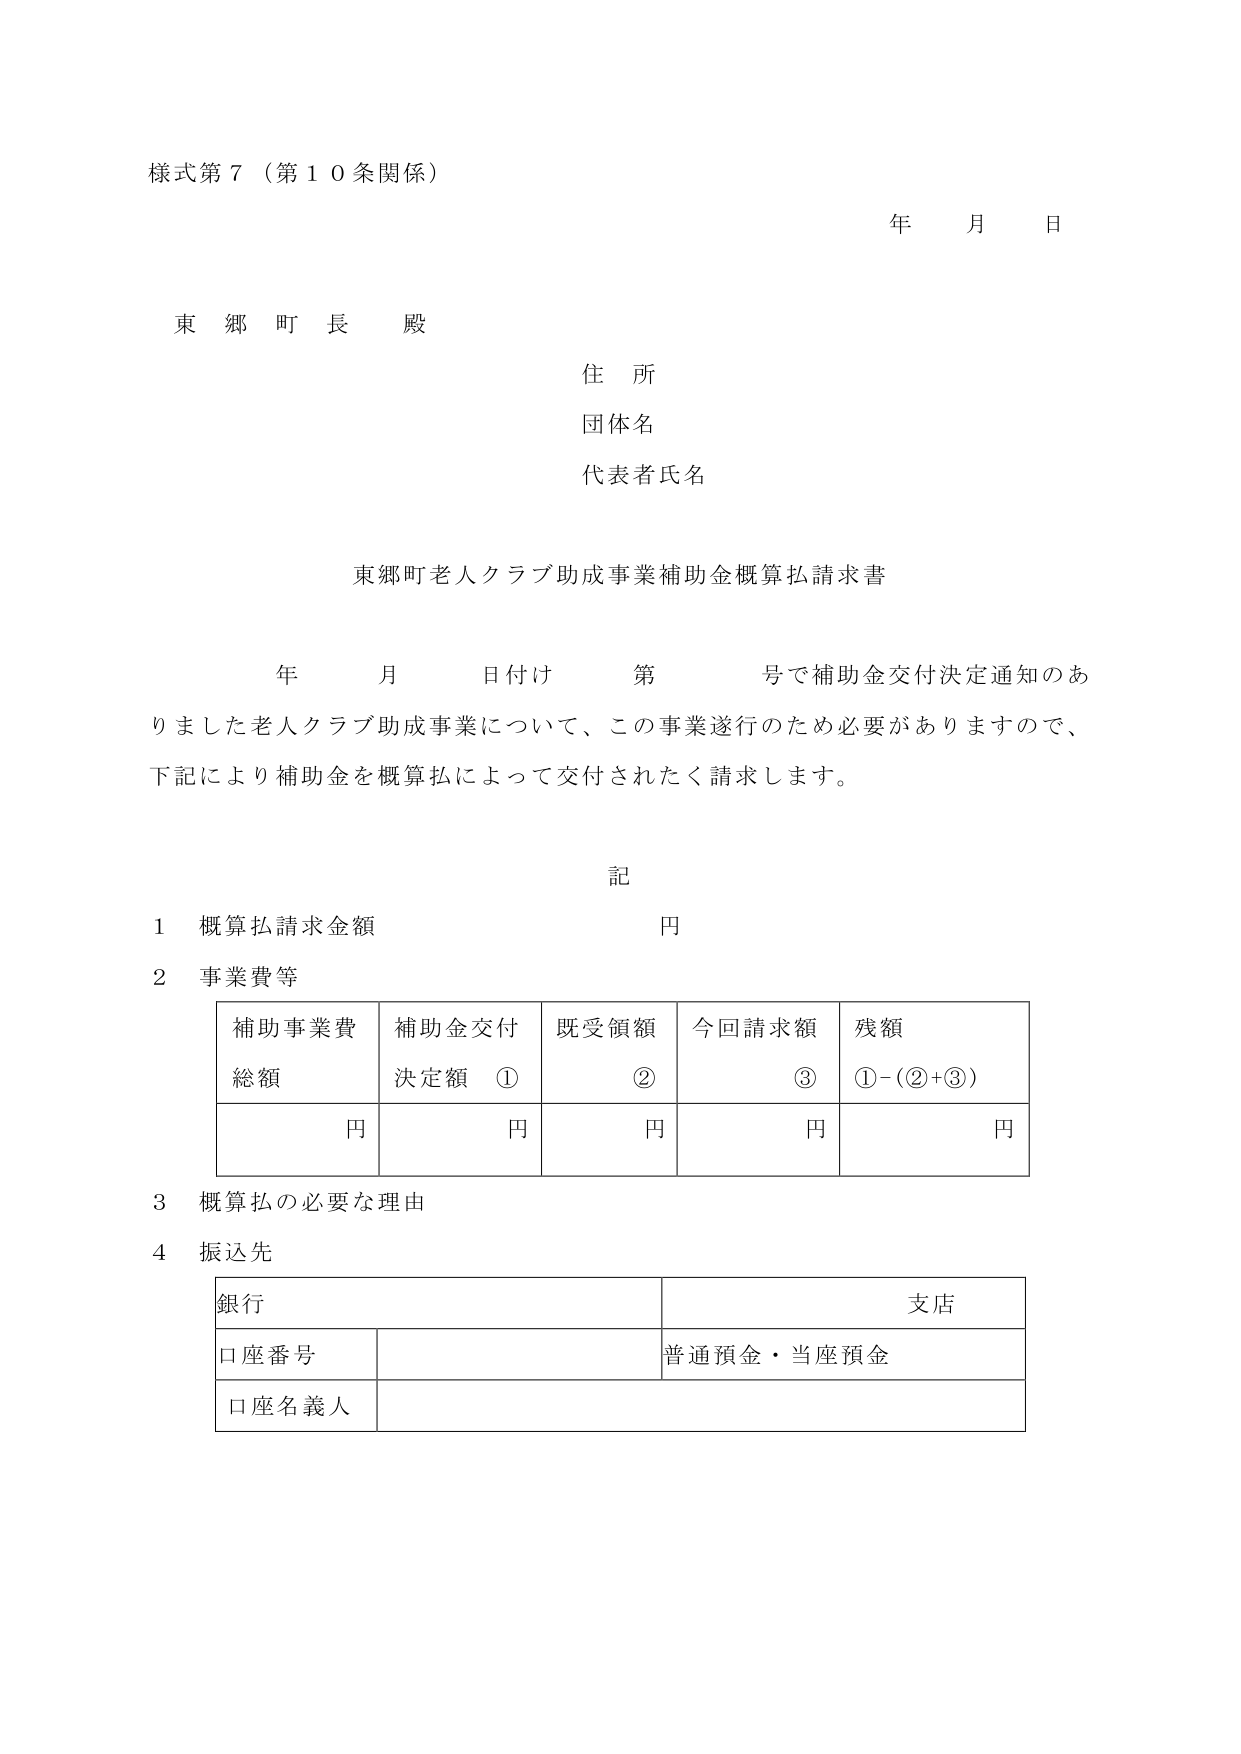 様式第７（第１０条関係）
年　　月　　日
東　郷　町　長　　殿
住　所
団体名
代表者氏名
東郷町老人クラブ助成事業補助金概算払請求書
年　　　月　　　日付け　　　第　　　　号で補助金交付決定通知のあ
りました老人クラブ助成事業について、この事業遂行のため必要がありますので、
下記により補助金を概算払によって交付されたく請求します。
記
１　概算払請求金額　　　　　　　　　　　円
２　事業費等
補助事業費　補助金交付　既受領額　今回請求額　残額
総額　決定額　①　②　③　①-(②+③)
円　円　円　円　円
３　概算払の必要な理由
４　振込先
銀行　支店
口座番号　普通預金・当座預金
口座名義人